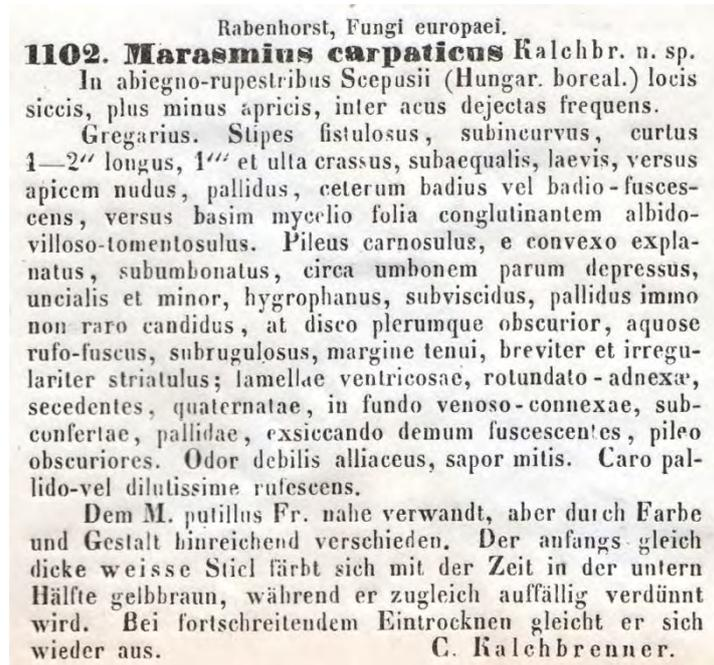 Rabenhorst, Fungi europaei.
1102. Marasmius carpaticus Kalchbr. n. sp.
In abiegno-rupestribus Scepusii (Hungar. boreal.) locis
siccis, plus minus apricis, inter acus dejectas frequens.
Gregarius. Stipes fistulosus, subincurvus, curtus
1—2″ longus, 1‴ et ulta crassus, subaequalis, laevis, versus
apicem nudus, pallidus, ceterum badius vel badio-fusces-
cens, versus basim mycelio folia conglutinantem albido-
villoso-tomentosulus. Pileus carnosulus, e convexo expla-
natus, subumbonatus, circa umbonem parum depressus,
uncialis et minor, hygrophanus, subviscidus, pallidus immo
non raro candidus, at disco plerumque obscurior, aquose
rufo-fuscus, subrugulosus, margine tenui, breviter et irregu-
lariter striatulus; lamellae ventricosae, rotundato-adnexæ,
secedentes, quaternatae, in fundo venoso-connexae, sub-
confertae, pallidae, exsiccando demum fuscescentes, pileo
obscuriores. Odor debilis alliaceus, sapor mitis. Caro pal-
lido-vel dilutissime rufescens.
Dem M. putillus Fr. nahe verwandt, aber durch Farbe
und Gestalt hinreichend verschieden. Der anfangs gleich
dicke weisse Stiel färbt sich mit der Zeit in der untern
Hälfte gelbbraun, während er zugleich auffällig verdünnt
wird. Bei fortschreitendem Eintrocknen gleicht er sich
wieder aus. C. Kalchbrenner.